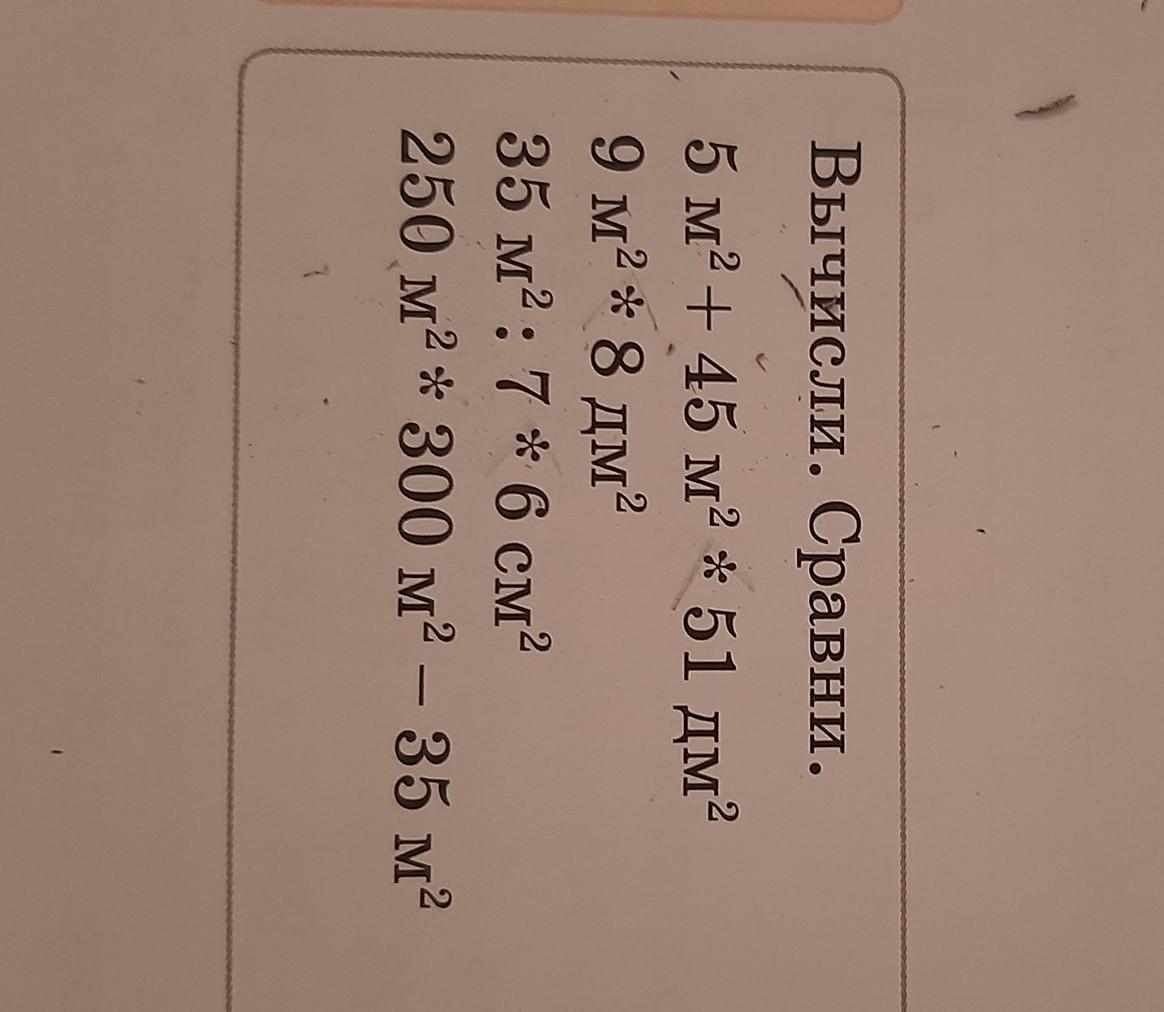 Вычисли. Сравни.
5 м² + 45 м² * 51 дм²
9 м² * 8 дм²
35 м² : 7 * 6 см²
250 м² * 300 м² – 35 м²